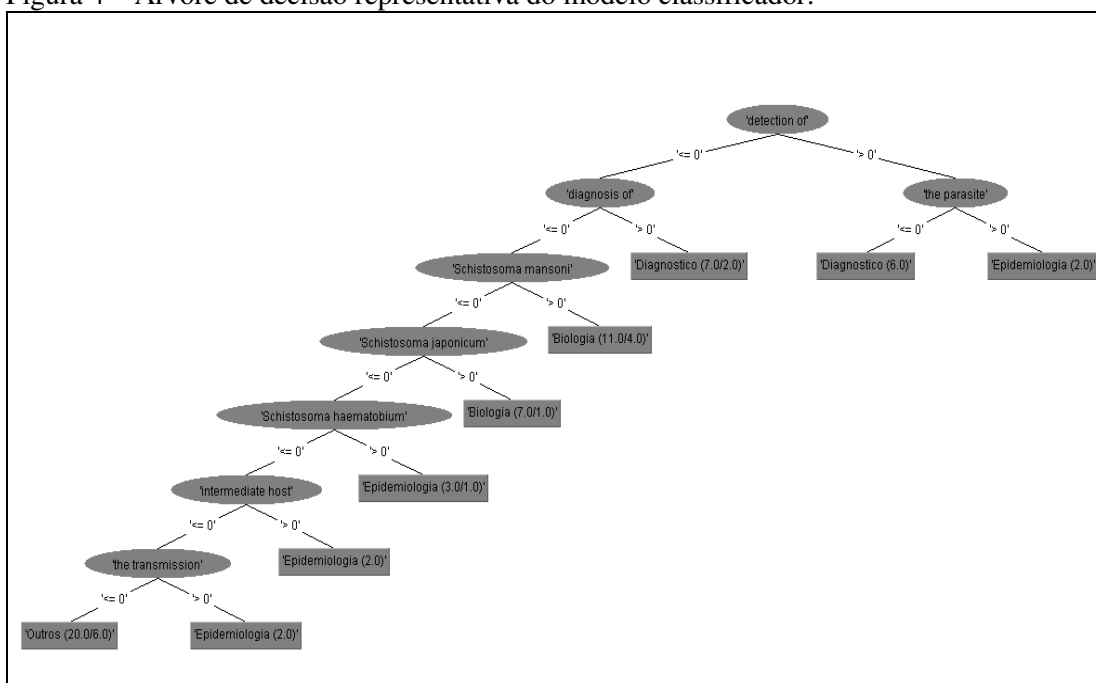 Figura 4 – Árvore de decisão representativa do modelo classificador.
'detection of'
'<= 0' '> 0'
'diagnosis of' 'the parasite'
'<= 0' '> 0' '<= 0' '> 0'
'Schistosoma mansoni' 'Diagnostico (7.0/2.0)' 'Diagnostico (6.0)' 'Epidemiologia (2.0)'
'<= 0' '> 0'
'Schistosoma japonicum' 'Biologia (11.0/4.0)'
'<= 0' '> 0'
'Schistosoma haematobium' 'Biologia (7.0/1.0)'
'<= 0' '> 0'
'intermediate host' 'Epidemiologia (3.0/1.0)'
'<= 0' '> 0'
'the transmission' 'Epidemiologia (2.0)'
'<= 0' '> 0'
'Outros (20.0/6.0)' 'Epidemiologia (2.0)'